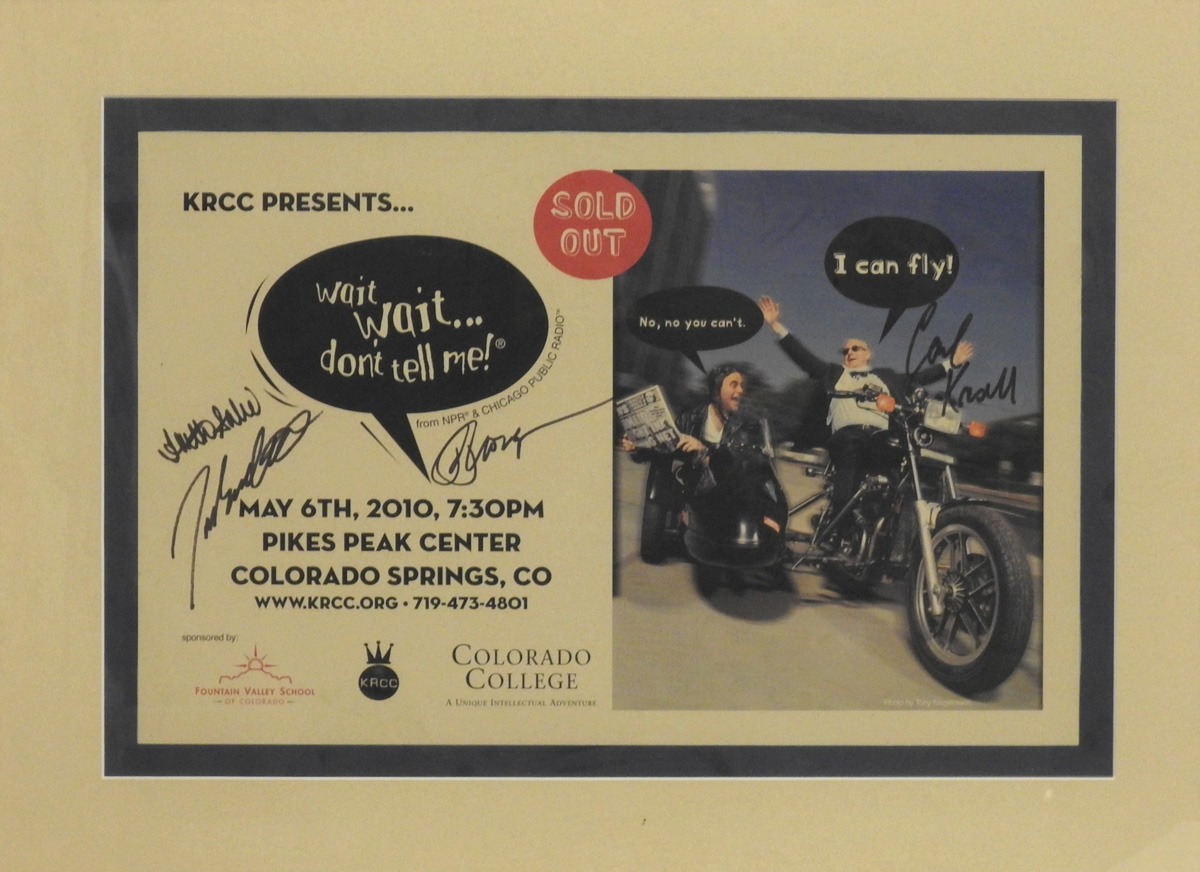 KRCC PRESENTS...
SOLD
OUT
wait
wait...
don't tell me!®
from NPR® & CHICAGO PUBLIC RADIO™
I can fly!
No, no you can't.
Carl
MAY 6TH, 2010, 7:30PM
PIKES PEAK CENTER
COLORADO SPRINGS, CO
WWW.KRCC.ORG • 719-473-4801
sponsored by:
FOUNTAIN VALLEY SCHOOL
OF COLORADO
KRCC
COLORADO
COLLEGE
A UNIQUE INTELLECTUAL ADVENTURE
Photo by